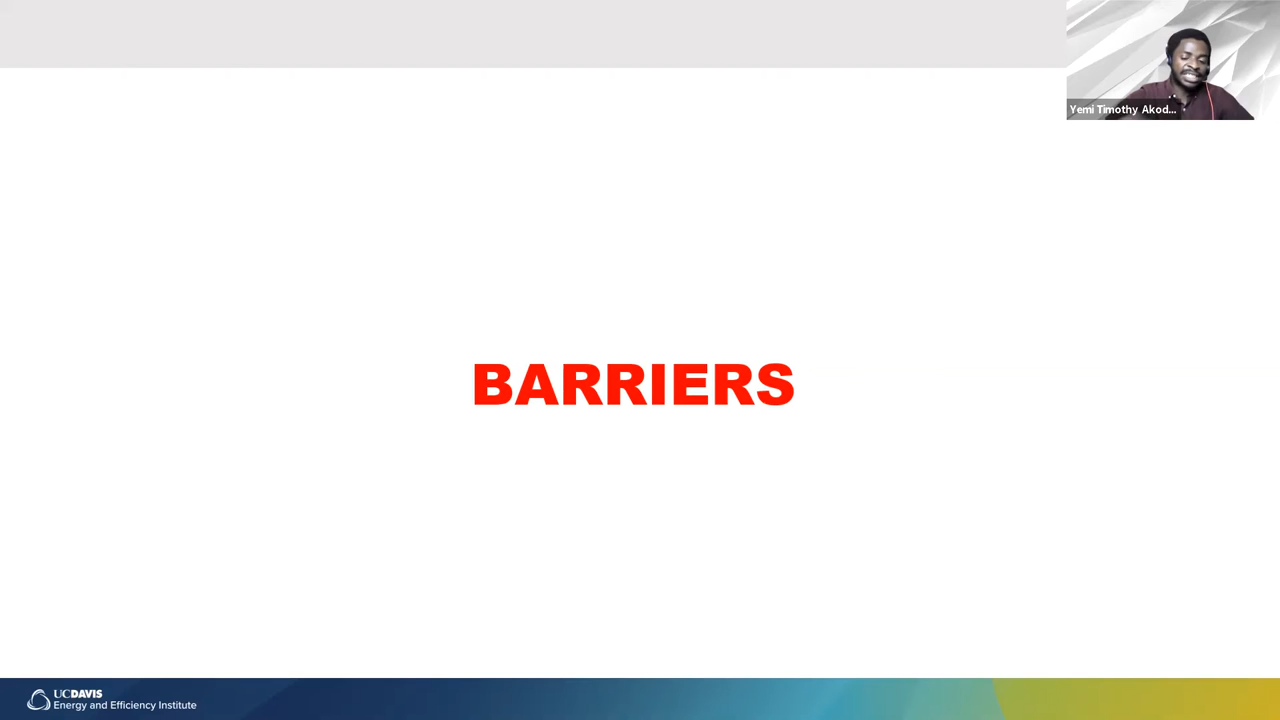 Yemi Timothy Akod...
BARRIERS
UCDAVIS
Energy and Efficiency Institute